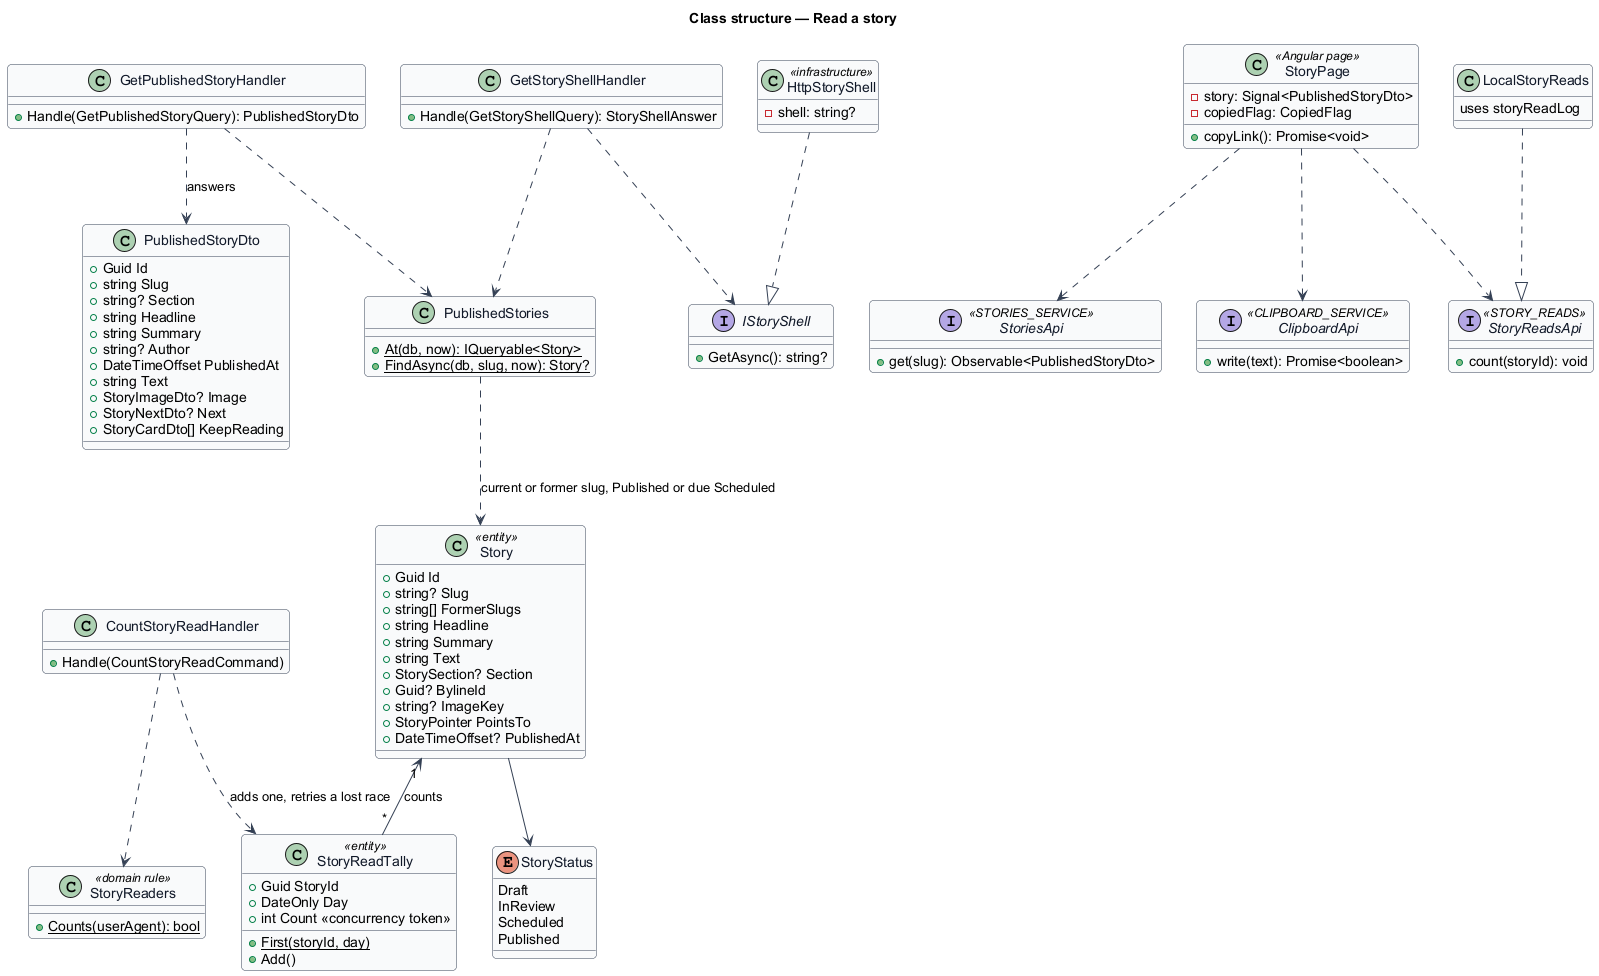 Class structure — Read a story
C GetPublishedStoryHandler
Handle(GetPublishedStoryQuery): PublishedStoryDto
C GetStoryShellHandler
Handle(GetStoryShellQuery): StoryShellAnswer
C «infrastructure»
HttpStoryShell
shell: string?
C «Angular page»
StoryPage
story: Signal<PublishedStoryDto>
copiedFlag: CopiedFlag
copyLink(): Promise<void>
C LocalStoryReads
uses storyReadLog
answers
C PublishedStoryDto
Guid Id
string Slug
string? Section
string Headline
string Summary
string? Author
DateTimeOffset PublishedAt
string Text
StoryImageDto? Image
StoryNextDto? Next
StoryCardDto[] KeepReading
C PublishedStories
At(db, now): IQueryable<Story>
FindAsync(db, slug, now): Story?
I IStoryShell
GetAsync(): string?
I «STORIES_SERVICE»
StoriesApi
get(slug): Observable<PublishedStoryDto>
I «CLIPBOARD_SERVICE»
ClipboardApi
write(text): Promise<boolean>
I «STORY_READS»
StoryReadsApi
count(storyId): void
current or former slug, Published or due Scheduled
C «entity»
Story
Guid Id
string? Slug
string[] FormerSlugs
string Headline
string Summary
string Text
StorySection? Section
Guid? BylineId
string? ImageKey
StoryPointer PointsTo
DateTimeOffset? PublishedAt
C CountStoryReadHandler
Handle(CountStoryReadCommand)
adds one, retries a lost race
1
counts
*
C «domain rule»
StoryReaders
Counts(userAgent): bool
C «entity»
StoryReadTally
Guid StoryId
DateOnly Day
int Count «concurrency token»
First(storyId, day)
Add()
E StoryStatus
Draft
InReview
Scheduled
Published